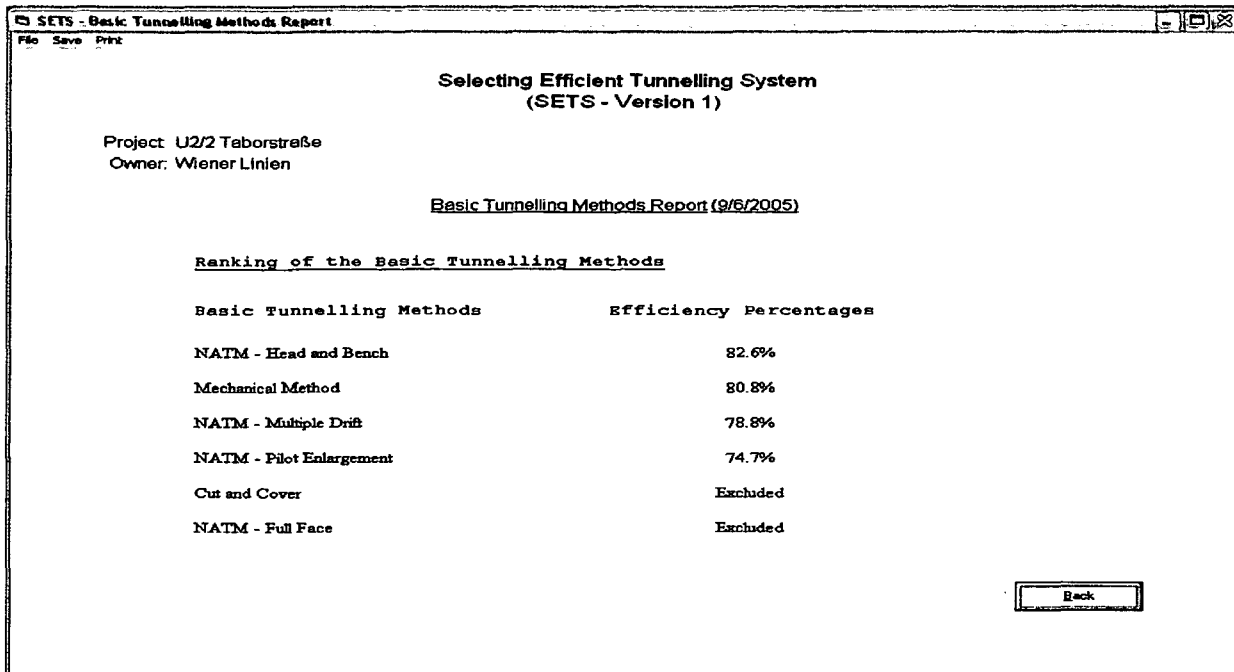 SETS - Basic Tunnelling Methods Report
File Save Print
Selecting Efficient Tunnelling System
(SETS - Version 1)
Project: U2/2 Taborstraße
Owner: Wiener Linien
Basic Tunnelling Methods Report (9/6/2005)
Ranking of the Basic Tunnelling Methods
Basic Tunnelling Methods Efficiency Percentages
NATM - Head and Bench 82.6%
Mechanical Method 80.8%
NATM - Multiple Drift 78.8%
NATM - Pilot Enlargement 74.7%
Cut and Cover Excluded
NATM - Full Face Excluded
Back